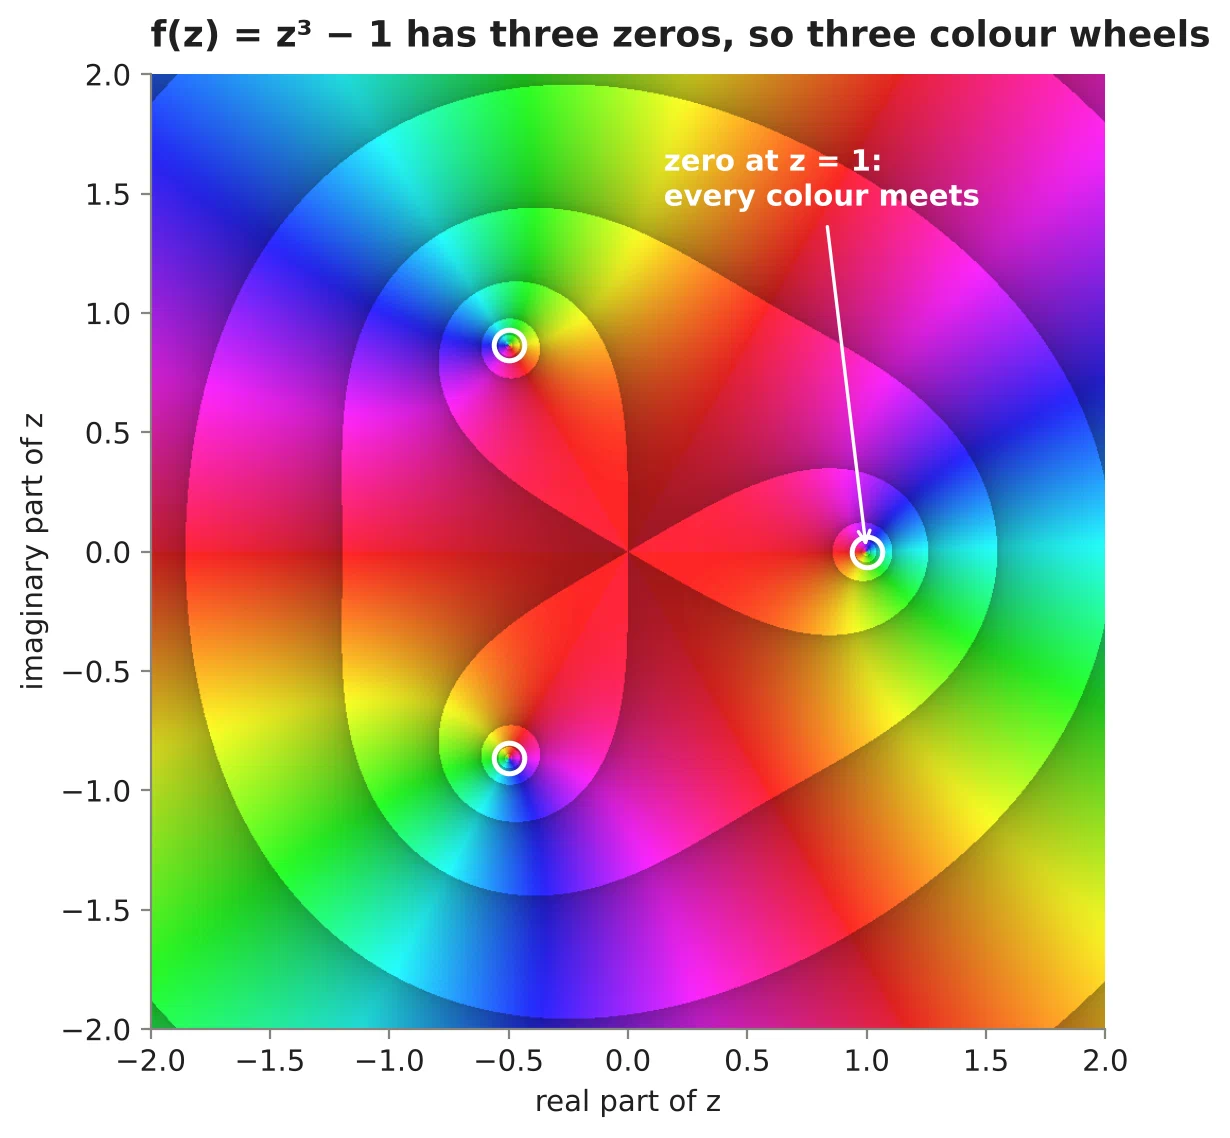 f(z) = z³ − 1 has three zeros, so three colour wheels
zero at z = 1:
every colour meets
imaginary part of z
2.0
1.5
1.0
0.5
0.0
−0.5
−1.0
−1.5
−2.0
−2.0 −1.5 −1.0 −0.5 0.0 0.5 1.0 1.5 2.0
real part of z